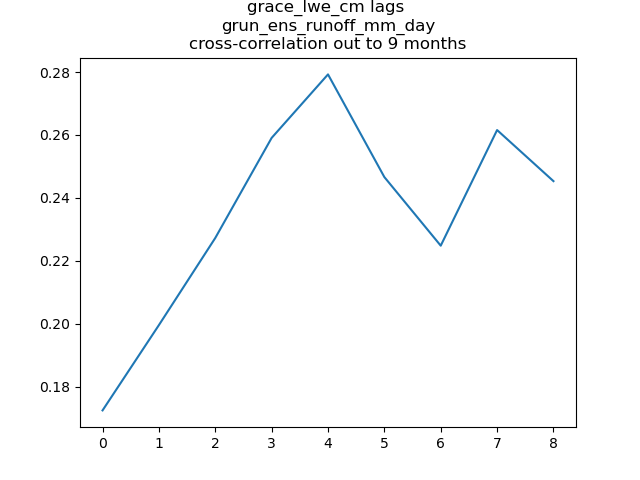 grace_lwe_cm lags
grun_ens_runoff_mm_day
cross-correlation out to 9 months
0.28
0.26
0.24
0.22
0.20
0.18
0 1 2 3 4 5 6 7 8